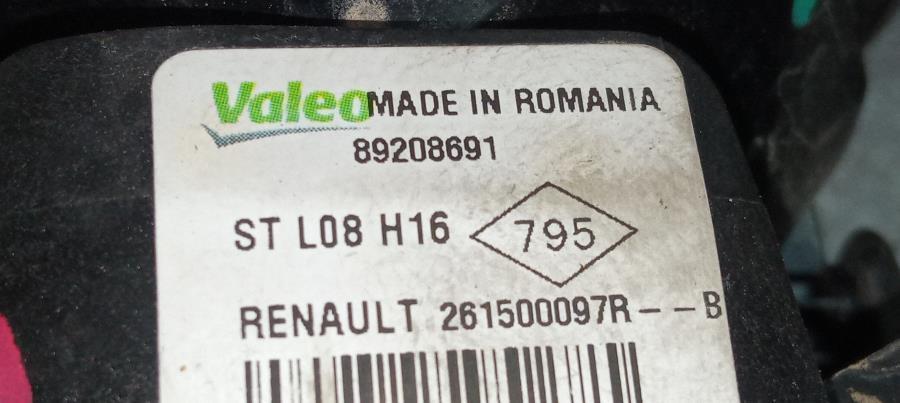 Valeo MADE IN ROMANIA
89208691
ST L08 H16 795
RENAULT 261500097R--B